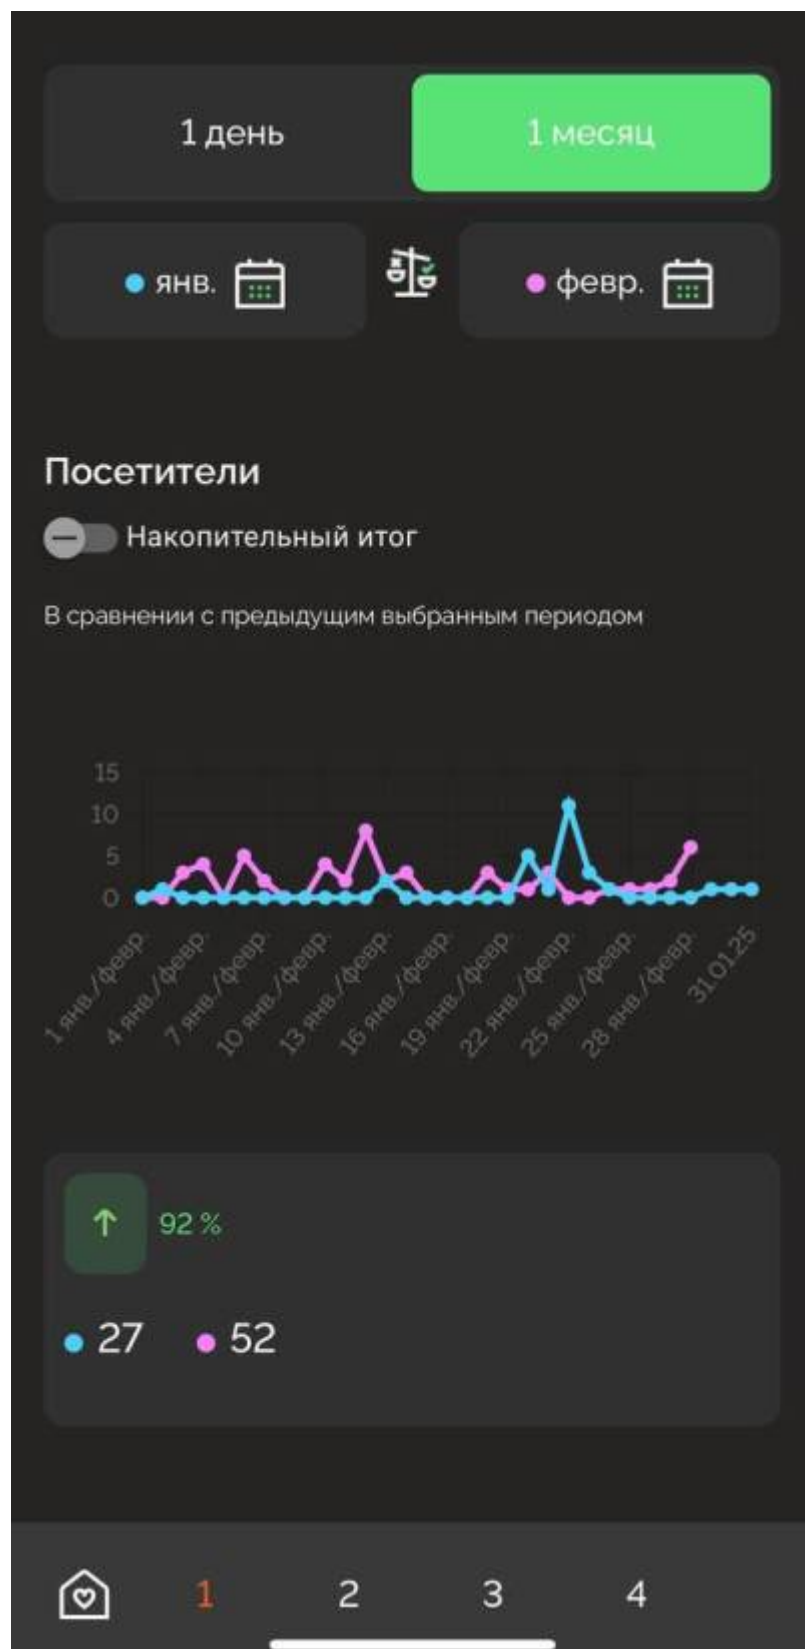 1 день
1 месяц
янв.
февр.
Посетители
Накопительный итог
В сравнении с предыдущим выбранным периодом
15
10
5
0
1 янв./февр.
4 янв./февр.
7 янв./февр.
10 янв./февр.
13 янв./февр.
16 янв./февр.
19 янв./февр.
22 янв./февр.
25 янв./февр.
28 янв./февр.
31.01.25
92 %
27
52
1
2
3
4